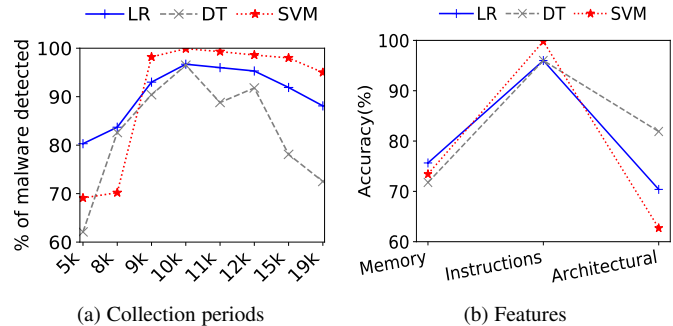 LR DT SVM
% of malware detected
100
90
80
70
60
5k 8k 9k 10k 11k 12k 15k 19k
(a) Collection periods
LR DT SVM
Accuracy(%)
100
90
80
70
60
Memory Instructions Architectural
(b) Features